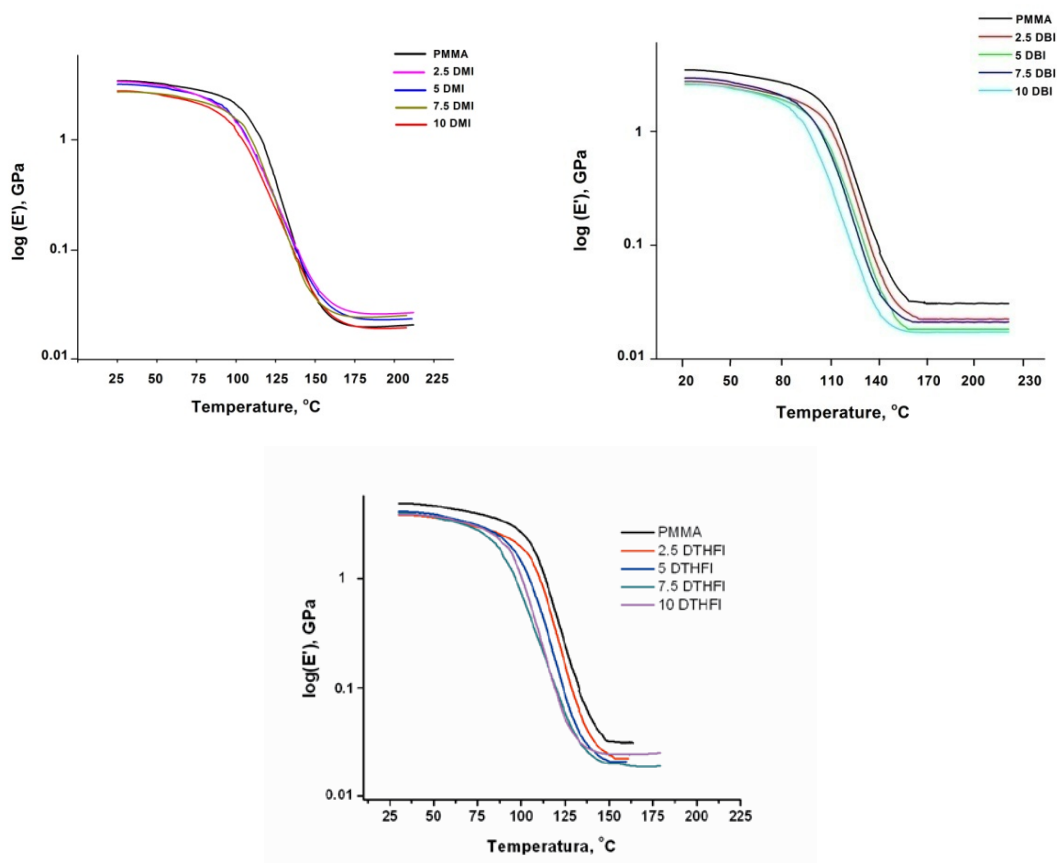 PMMA
2.5 DMI
5 DMI
7.5 DMI
10 DMI
log (E'), GPa
1
0.1
0.01
25 50 75 100 125 150 175 200 225
Temperature, °C
PMMA
2.5 DBI
5 DBI
7.5 DBI
10 DBI
log (E'), GPa
1
0.1
0.01
20 50 80 110 140 170 200 230
Temperature, °C
PMMA
2.5 DTHFI
5 DTHFI
7.5 DTHFI
10 DTHFI
log(E'), GPa
1
0.1
0.01
25 50 75 100 125 150 175 200 225
Temperatura, °C